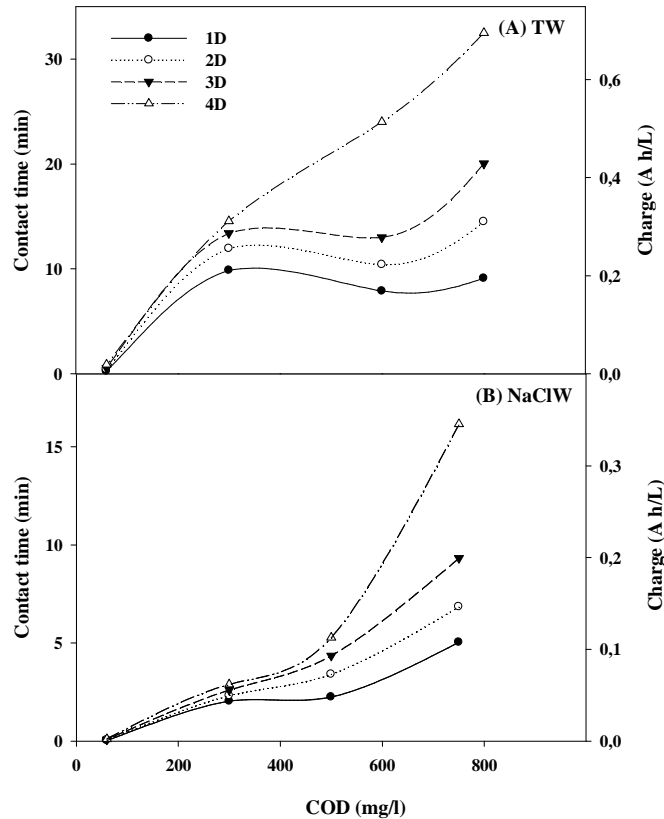 (A) TW
1D
2D
3D
4D
Contact time (min)
30
20
10
0
Charge (A h/L)
0,6
0,4
0,2
0,0
(B) NaClW
Contact time (min)
15
10
5
0
Charge (A h/L)
0,3
0,2
0,1
0,0
0 200 400 600 800
COD (mg/l)